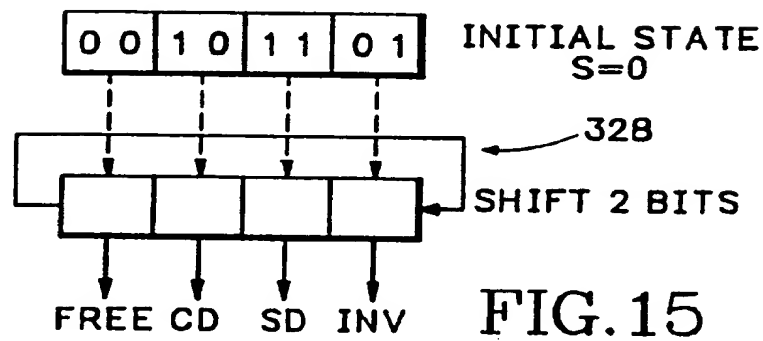 0 0 1 0 1 1 0 1 INITIAL STATE
S=0
328
SHIFT 2 BITS
FREE CD SD INV
FIG.15